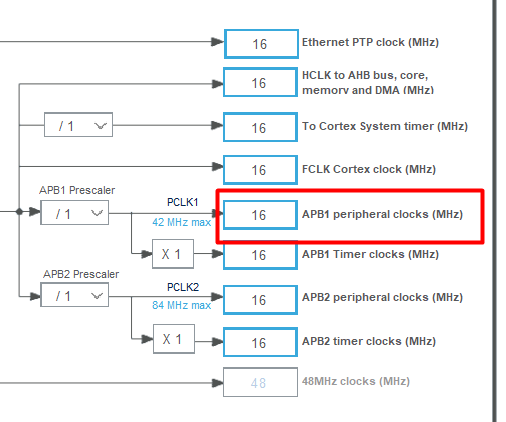 16 Ethernet PTP clock (MHz)
16 HCLK to AHB bus, core,
memory and DMA (MHz)
/ 1 16 To Cortex System timer (MHz)
16 FCLK Cortex clock (MHz)
APB1 Prescaler
/ 1 PCLK1 16 APB1 peripheral clocks (MHz)
42 MHz max
X 1 16 APB1 Timer clocks (MHz)
APB2 Prescaler
/ 1 PCLK2 16 APB2 peripheral clocks (MHz)
84 MHz max
X 1 16 APB2 timer clocks (MHz)
48 48MHz clocks (MHz)